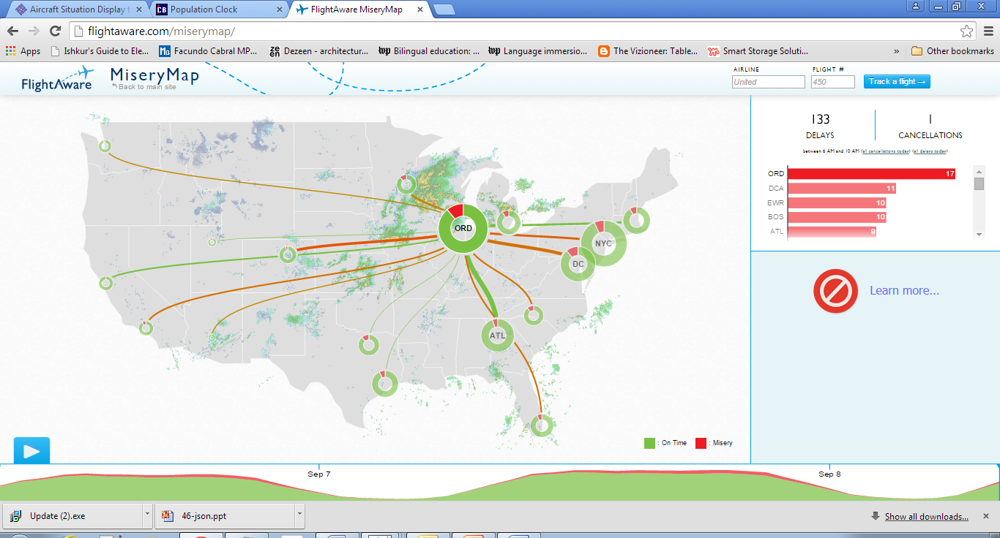 Aircraft Situation Display t
Population Clock
FlightAware MiseryMap
flightaware.com/miserymap/
Apps
Ishkur's Guide to Ele...
Facundo Cabral MP...
Dezeen - architectur...
Bilingual education: ...
Language immersio...
The Vizioneer: Table...
Smart Storage Soluti...
»
Other bookmarks
FlightAware
MiseryMap
Back to main site
AIRLINE
FLIGHT #
United
450
Track a flight →
133
DELAYS
1
CANCELLATIONS
between 6 AM and 10 AM (all cancellations today) (all delays today)
ORD 17
DCA 11
EWR 10
BOS 10
ATL 9
Learn more...
ORD
NYC
DC
ATL
: On Time
: Misery
Sep 7
Sep 8
Update (2).exe
46-json.ppt
Show all downloads...